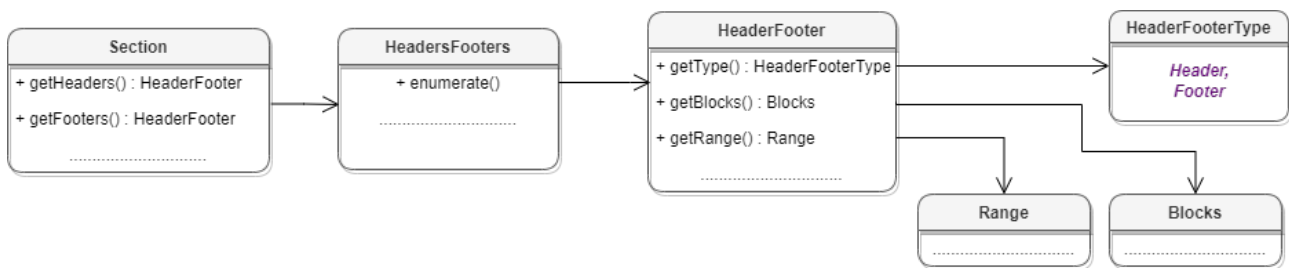 Section
+ getHeaders() : HeaderFooter
+ getFooters() : HeaderFooter
HeadersFooters
+ enumerate()
HeaderFooter
+ getType() : HeaderFooterType
+ getBlocks() : Blocks
+ getRange() : Range
HeaderFooterType
Header,
Footer
Range
Blocks